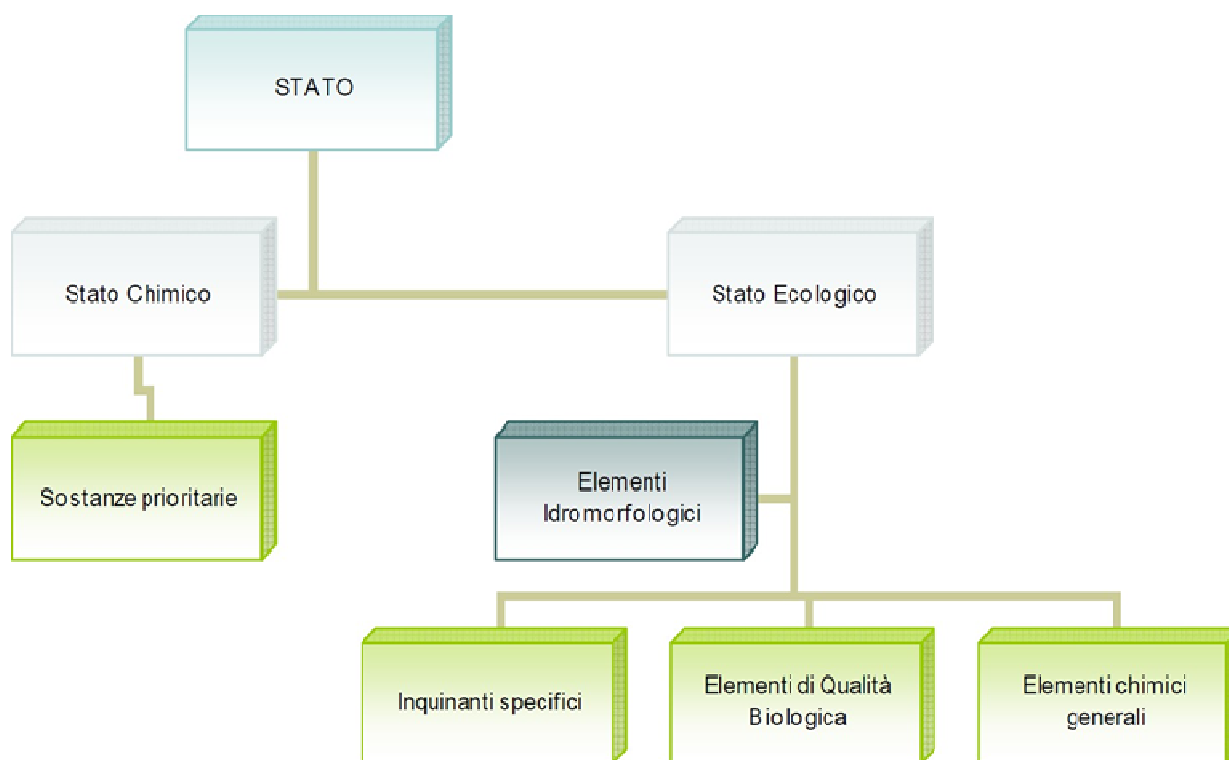 STATO
Stato Chimico
Stato Ecologico
Sostanze prioritarie
Elementi
Idromorfologici
Inquinanti specifici
Elementi di Qualità
Biologica
Elementi chimici
generali